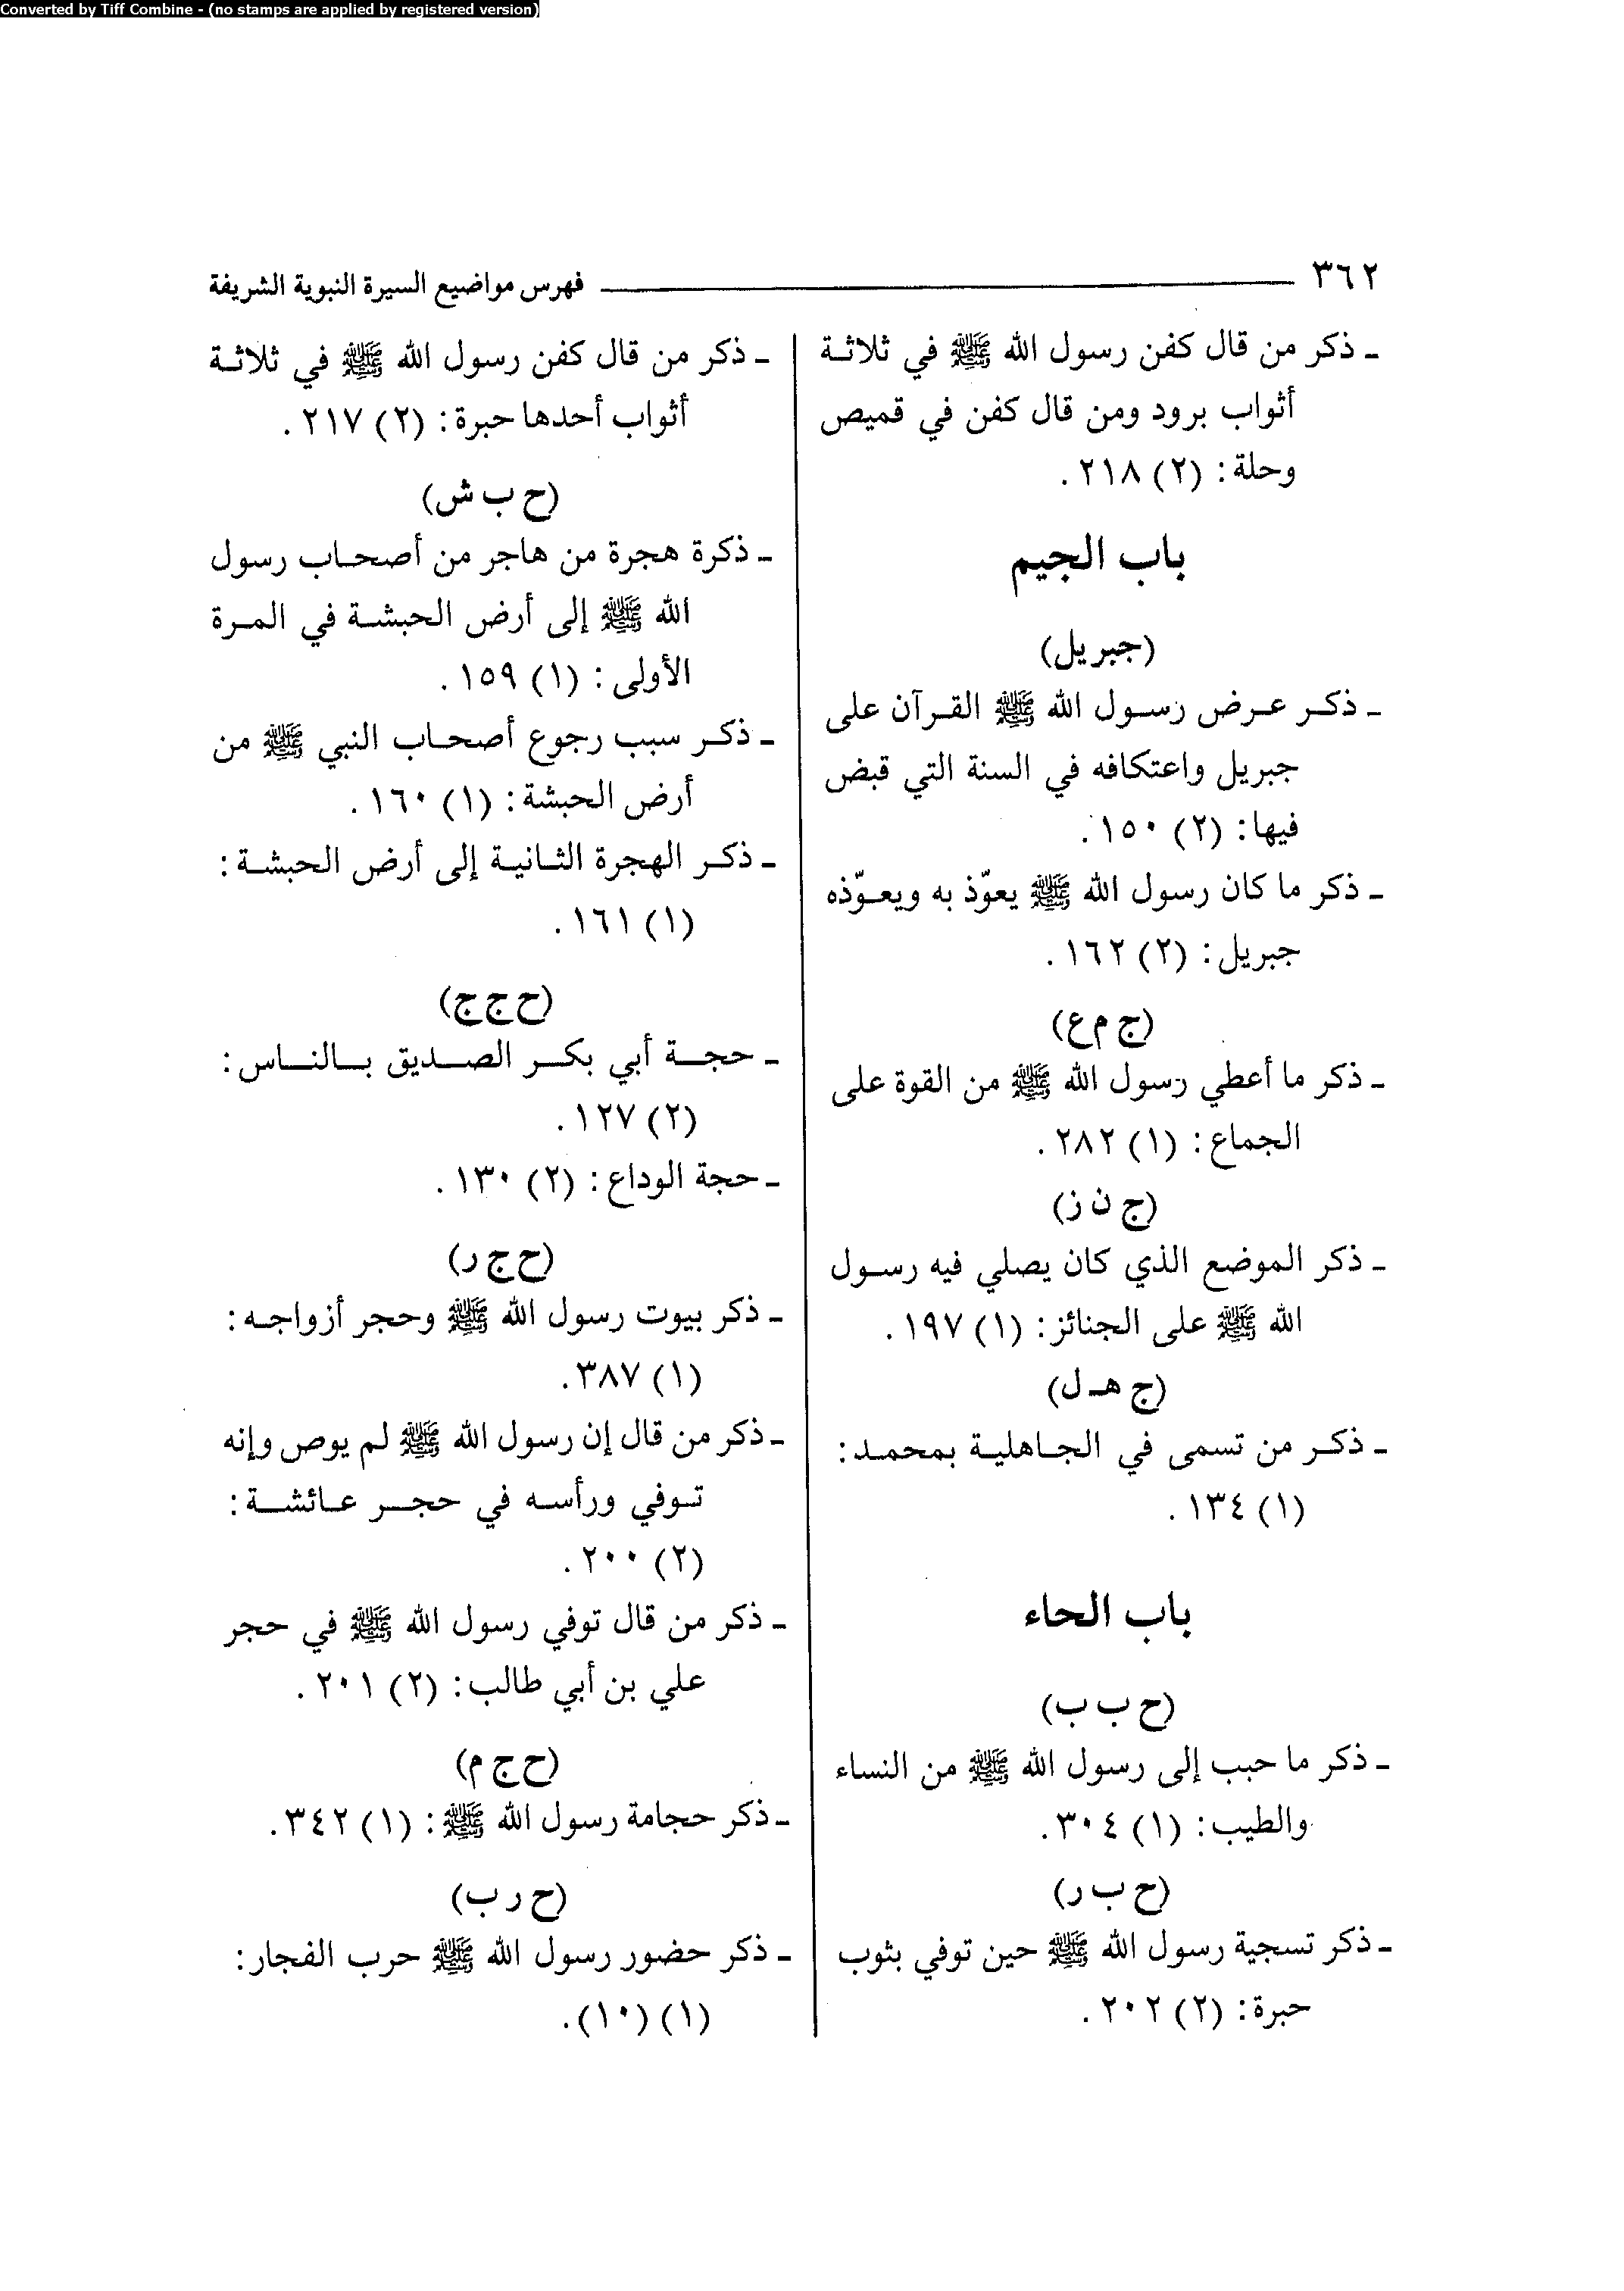 Converted by Tiff Combine - (no stamps are applied by registered version)
٣٦٢ فهرس مواضيع السيرة النبوية الشريفة
ـ ذكر من قال كفن رسول الله ﷺ في ثلاثة
أثواب برود ومن قال كفن في قميص
وحلة: (٢) ٢١٨.
باب الجيم
(جبريل)
ـ ذكر عرض رسول الله ﷺ القرآن على
جبريل واعتكافه في السنة التي قبض
فيها: (٢) ١٥٠.
ـ ذكر ما كان رسول الله ﷺ يعوّذ به ويعوّذه
جبريل: (٢) ١٦٢.
(ج م ع)
ـ ذكر ما أعطي رسول الله ﷺ من القوة على
الجماع: (١) ٢٨٢.
(ج ن ز)
ـ ذكر الموضع الذي كان يصلي فيه رسول
الله ﷺ على الجنائز: (١) ١٩٧.
(ج هـ ل)
ـ ذكر من تسمى في الجاهلية بمحمد:
(١) ١٣٤.
باب الحاء
(ح ب ب)
ـ ذكر ما حبب إلى رسول الله ﷺ من النساء
والطيب: (١) ٣٠٤.
(ح ب ر)
ـ ذكر تسجية رسول الله ﷺ حين توفي بثوب
حبرة: (٢) ٢٠٢.
ـ ذكر من قال كفن رسول الله ﷺ في ثلاثة
أثواب أحدها حبرة: (٢) ٢١٧.
(ح ب ش)
ـ ذكرة هجرة من هاجر من أصحاب رسول
الله ﷺ إلى أرض الحبشة في المرة
الأولى: (١) ١٥٩.
ـ ذكر سبب رجوع أصحاب النبي ﷺ من
أرض الحبشة: (١) ١٦٠.
ـ ذكر الهجرة الثانية إلى أرض الحبشة:
(١) ١٦١.
(ح ج ج)
ـ حجة أبي بكر الصديق بالناس:
(٢) ١٢٧.
ـ حجة الوداع: (٢) ١٣٠.
(ح ج ر)
ـ ذكر بيوت رسول الله ﷺ وحجر أزواجه:
(١) ٣٨٧.
ـ ذكر من قال إن رسول الله ﷺ لم يوص وإنه
توفي ورأسه في حجر عائشة:
(٢) ٢٠٠.
ـ ذكر من قال توفي رسول الله ﷺ في حجر
علي بن أبي طالب: (٢) ٢٠١.
(ح ج م)
ـ ذكر حجامة رسول الله ﷺ: (١) ٣٤٢.
(ح ر ب)
ـ ذكر حضور رسول الله ﷺ حرب الفجار:
(١) (١٠).